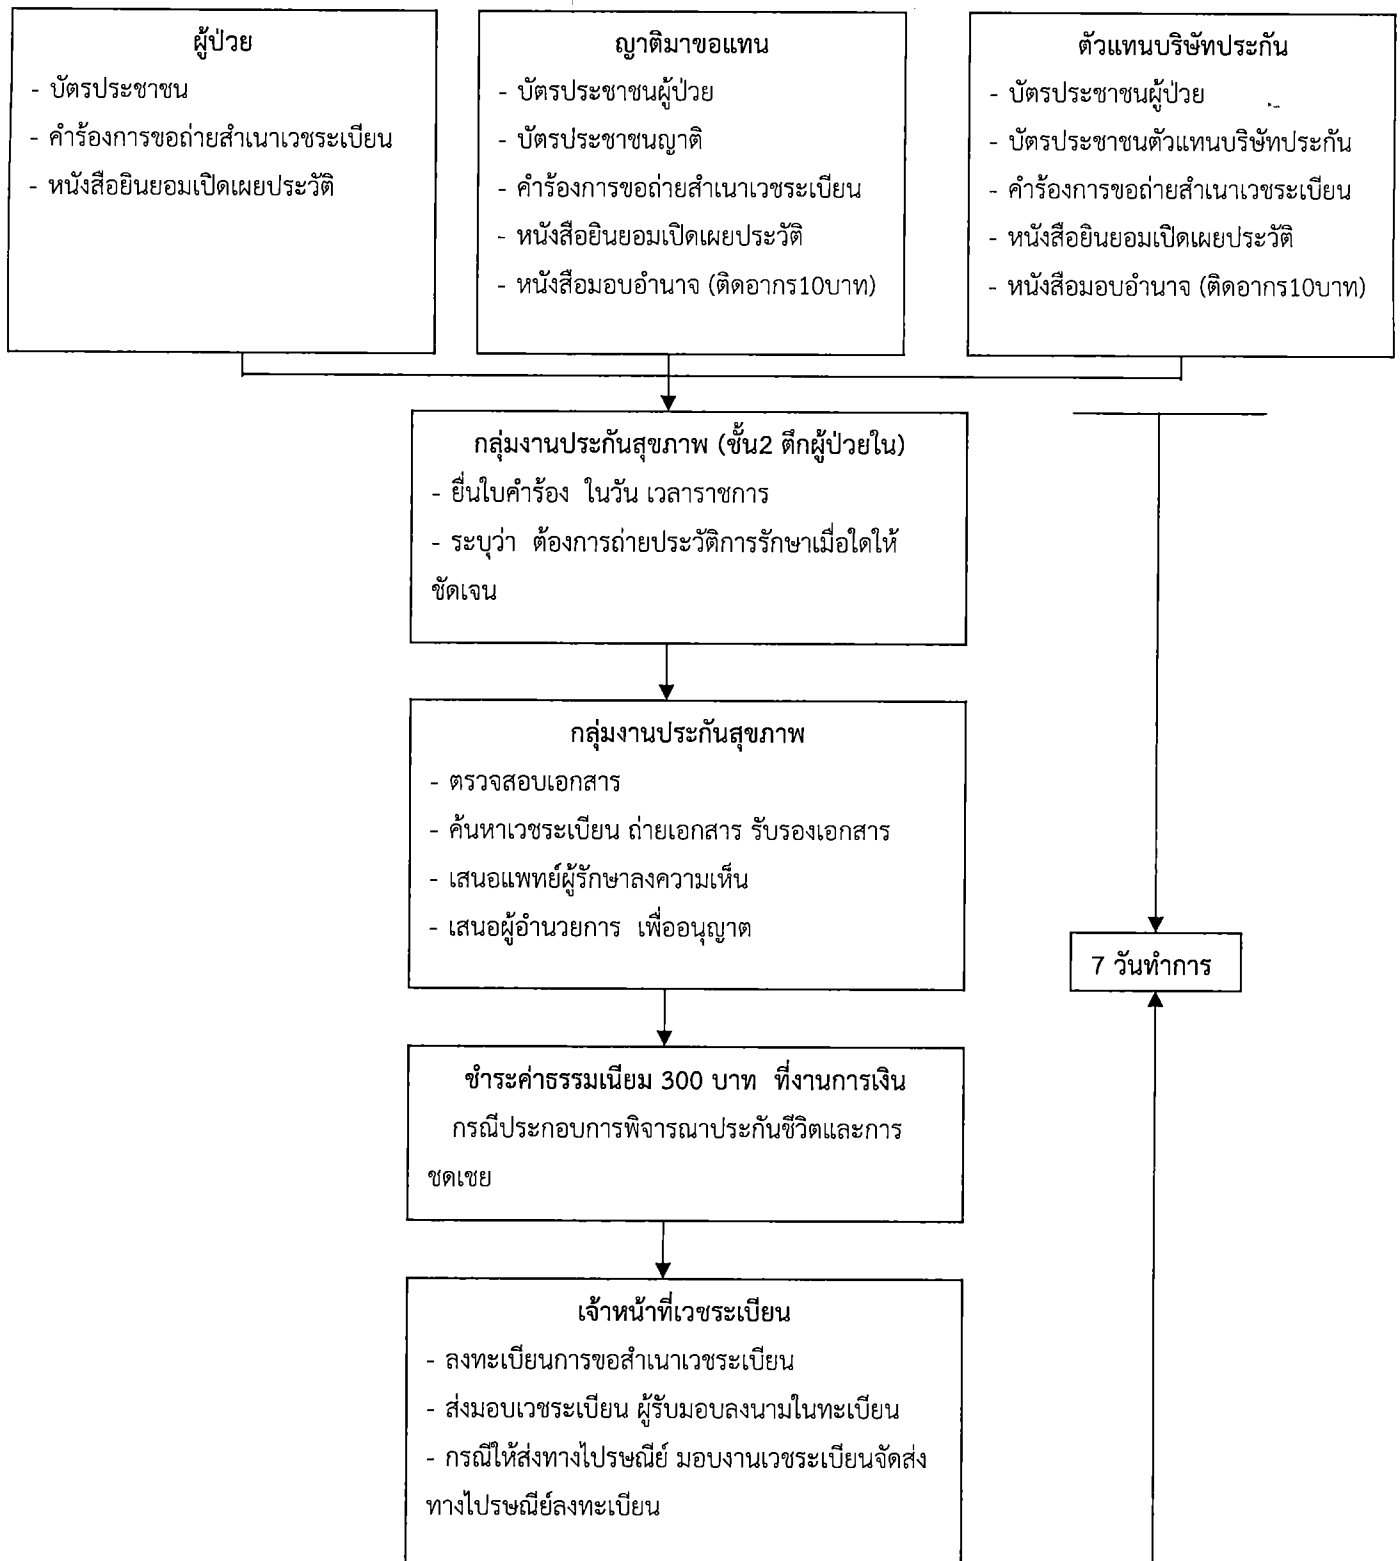 ผู้ป่วย
- บัตรประชาชน
- คำร้องการขอถ่ายสำเนาเวชระเบียน
- หนังสือยินยอมเปิดเผยประวัติ
ญาติมาขอแทน
- บัตรประชาชนผู้ป่วย
- บัตรประชาชนญาติ
- คำร้องการขอถ่ายสำเนาเวชระเบียน
- หนังสือยินยอมเปิดเผยประวัติ
- หนังสือมอบอำนาจ (ติดอากร10บาท)
ตัวแทนบริษัทประกัน
- บัตรประชาชนผู้ป่วย
- บัตรประชาชนตัวแทนบริษัทประกัน
- คำร้องการขอถ่ายสำเนาเวชระเบียน
- หนังสือยินยอมเปิดเผยประวัติ
- หนังสือมอบอำนาจ (ติดอากร10บาท)
กลุ่มงานประกันสุขภาพ (ชั้น2 ตึกผู้ป่วยใน)
- ยื่นใบคำร้อง ในวัน เวลาราชการ
- ระบุว่า ต้องการถ่ายประวัติการรักษาเมื่อใดให้
ชัดเจน
กลุ่มงานประกันสุขภาพ
- ตรวจสอบเอกสาร
- ค้นหาเวชระเบียน ถ่ายเอกสาร รับรองเอกสาร
- เสนอแพทย์ผู้รักษาลงความเห็น
- เสนอผู้อำนวยการ เพื่ออนุญาต
7 วันทำการ
ชำระค่าธรรมเนียม 300 บาท ที่งานการเงิน
กรณีประกอบการพิจารณาประกันชีวิตและการ
ชดเชย
เจ้าหน้าที่เวชระเบียน
- ลงทะเบียนการขอสำเนาเวชระเบียน
- ส่งมอบเวชระเบียน ผู้รับมอบลงนามในทะเบียน
- กรณีให้ส่งทางไปรษณีย์ มอบงานเวชระเบียนจัดส่ง
ทางไปรษณีย์ลงทะเบียน